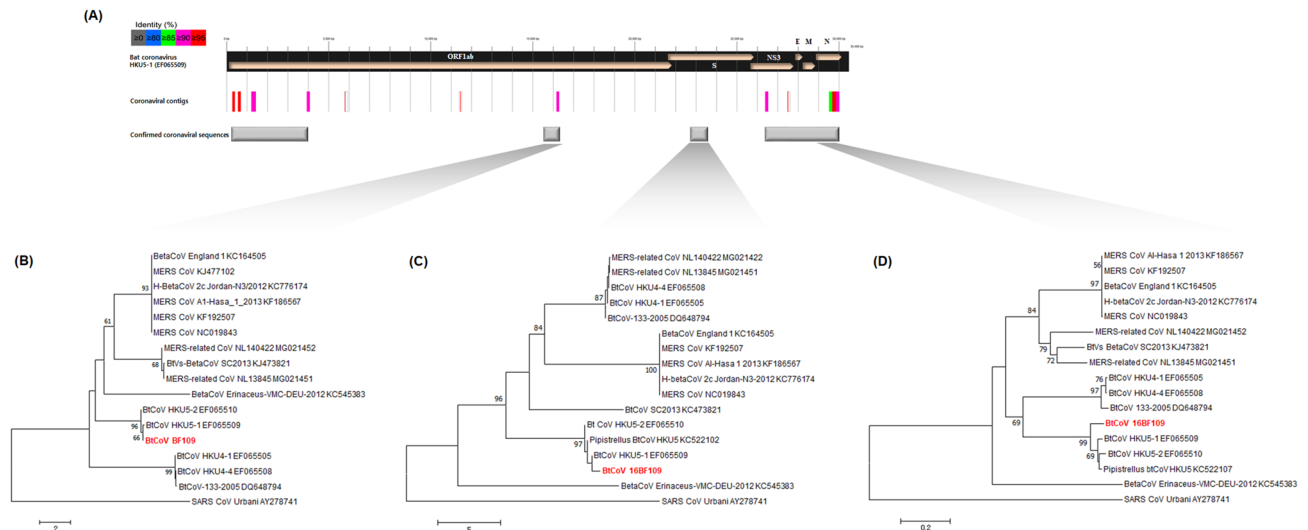 (A)
Identity (%)
≥0 ≥80 ≥85 ≥90 ≥95
E M N
ORF1ab
NS3
S
Bat coronavirus
HKU5-1 (EF065509)
Coronaviral contigs
Confirmed coronaviral sequences
(B)
BetaCoV England 1 KC164505
MERS CoV KJ477102
H-BetaCoV 2c Jordan-N3/2012 KC776174
MERS CoV A1-Hasa_1_2013 KF186567
MERS CoV KF192507
MERS CoV NC019843
MERS-related CoV NL140422 MG021452
BtVs-BetaCoV SC2013 KJ473821
MERS-related CoV NL13845 MG021451
BetaCoV Erinaceus-VMC-DEU-2012 KC545383
BtCoV HKU5-2 EF065510
BtCoV HKU5-1 EF065509
BtCoV BF109
BtCoV HKU4-1 EF065505
BtCoV HKU4-4 EF065508
BtCoV-133-2005 DQ648794
SARS CoV Urbani AY278741
93
61
68
96
66
99
2
(C)
MERS-related CoV NL140422 MG021422
MERS-related CoV NL13845 MG021451
BtCoV HKU4-4 EF065508
BtCoV HKU4-1 EF065505
BtCoV-133-2005 DQ648794
BetaCoV England 1 KC164505
MERS CoV KF192507
MERS CoV Al-Hasa 1 2013 KF186567
H-betaCoV 2c Jordan-N3-2012 KC776174
MERS CoV NC019843
BtCoV SC2013 KC473821
Bt CoV HKU5-2 EF065510
Pipistrellus BtCoV HKU5 KC522102
BtCoV HKU5-1 EF065509
BtCoV 16BF109
BetaCoV Erinaceus-VMC-DEU-2012 KC545383
SARS CoV Urbani AY278741
87
84
100
96
97
5
(D)
MERS CoV Al-Hasa 1 2013 KF186567
MERS CoV KF192507
BetaCoV England 1 KC164505
H-betaCoV 2c Jordan-N3-2012 KC776174
MERS CoV NC019843
MERS-related CoV NL140422 MG021452
BtVs BetaCoV SC2013 KJ473821
MERS-related CoV NL13845 MG021451
BtCoV HKU4-1 EF065505
BtCoV HKU4-4 EF065508
BtCoV 133-2005 DQ648794
BtCoV 16BF109
BtCoV HKU5-1 EF065509
BtCoV HKU5-2 EF065510
Pipistrellus btCoV HKU5 KC522107
BetaCoV Erinaceus-VMC-DEU-2012 KC545383
SARS CoV Urbani AY278741
56
97
84
79
72
76
97
69
99
69
0.2